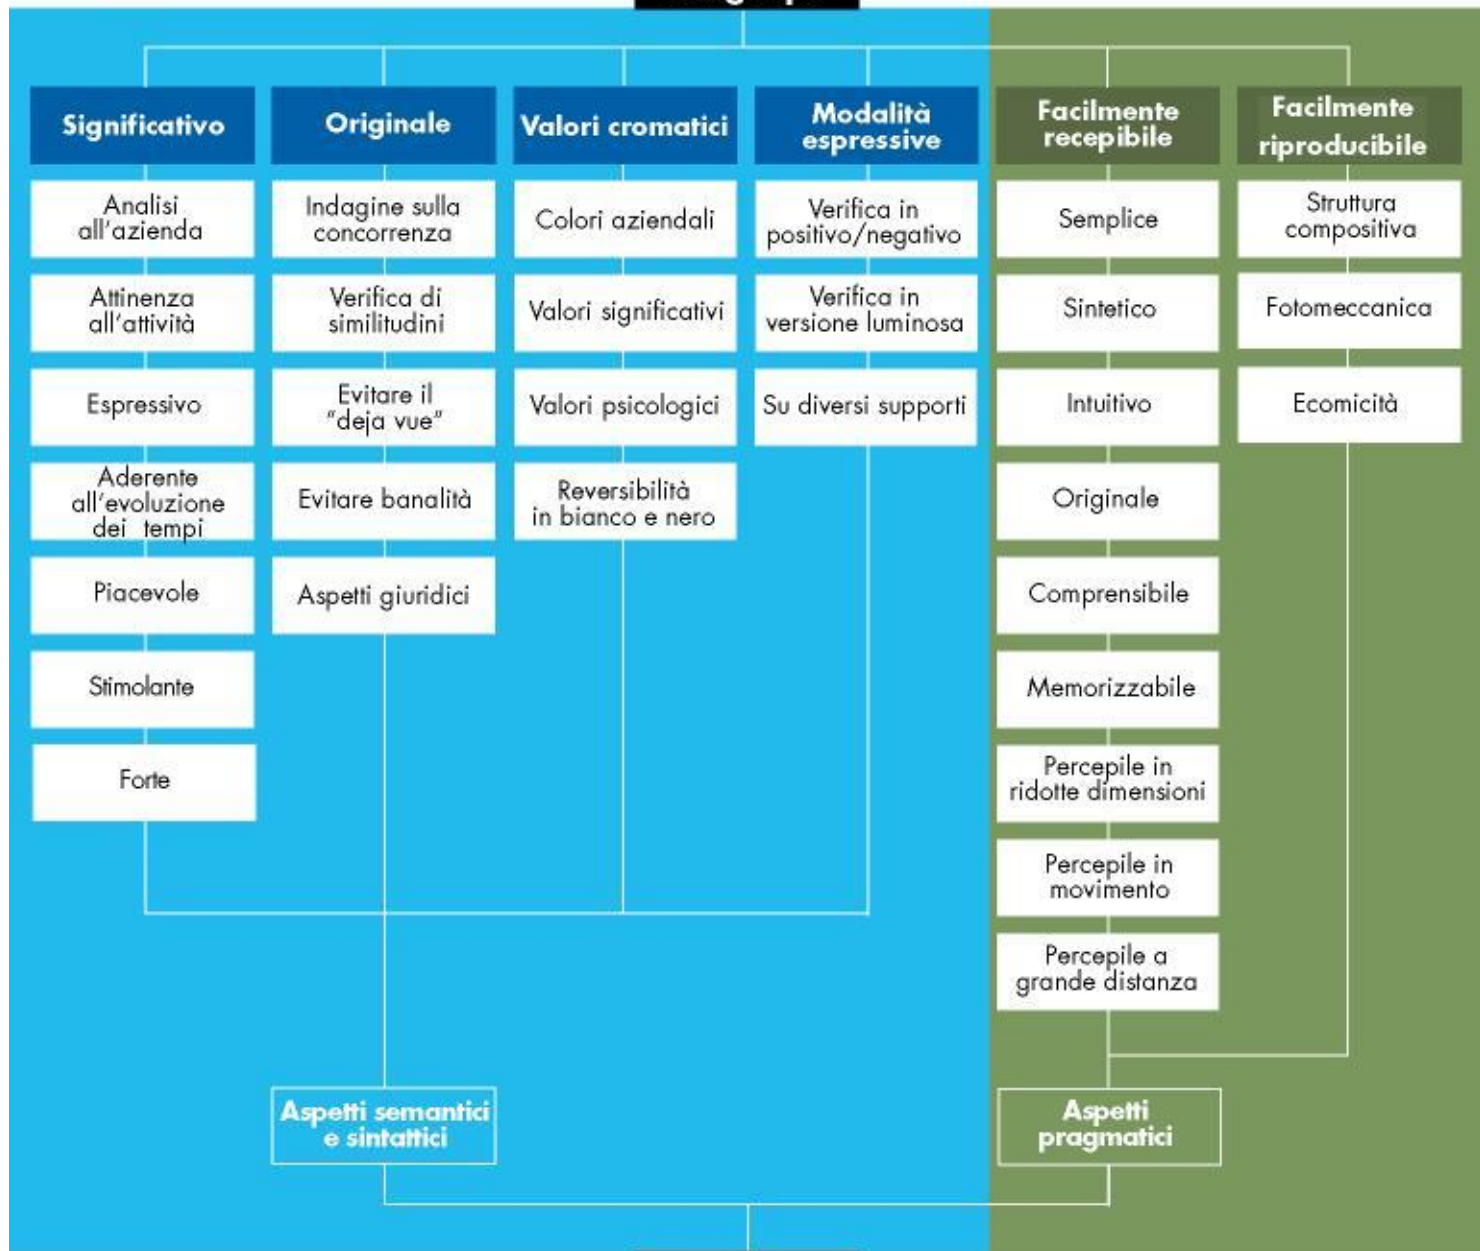 Significativo
Analisi
all'azienda
Attinenza
all'attività
Espressivo
Aderente
all'evoluzione
dei tempi
Piacevole
Stimolante
Forte
Originale
Indagine sulla
concorrenza
Verifica di
similitudini
Evitare il
"deja vue"
Evitare banalità
Aspetti giuridici
Valori cromatici
Colori aziendali
Valori significativi
Valori psicologici
Reversibilità
in bianco e nero
Modalità
espressive
Verifica in
positivo/negativo
Verifica in
versione luminosa
Su diversi supporti
Facilmente
recepibile
Semplice
Sintetico
Intuitivo
Originale
Comprensibile
Memorizzabile
Percepile in
ridotte dimensioni
Percepile in
movimento
Percepile a
grande distanza
Facilmente
riproducibile
Struttura
compositiva
Fotomeccanica
Ecomicità
Aspetti semantici
e sintattici
Aspetti
pragmatici